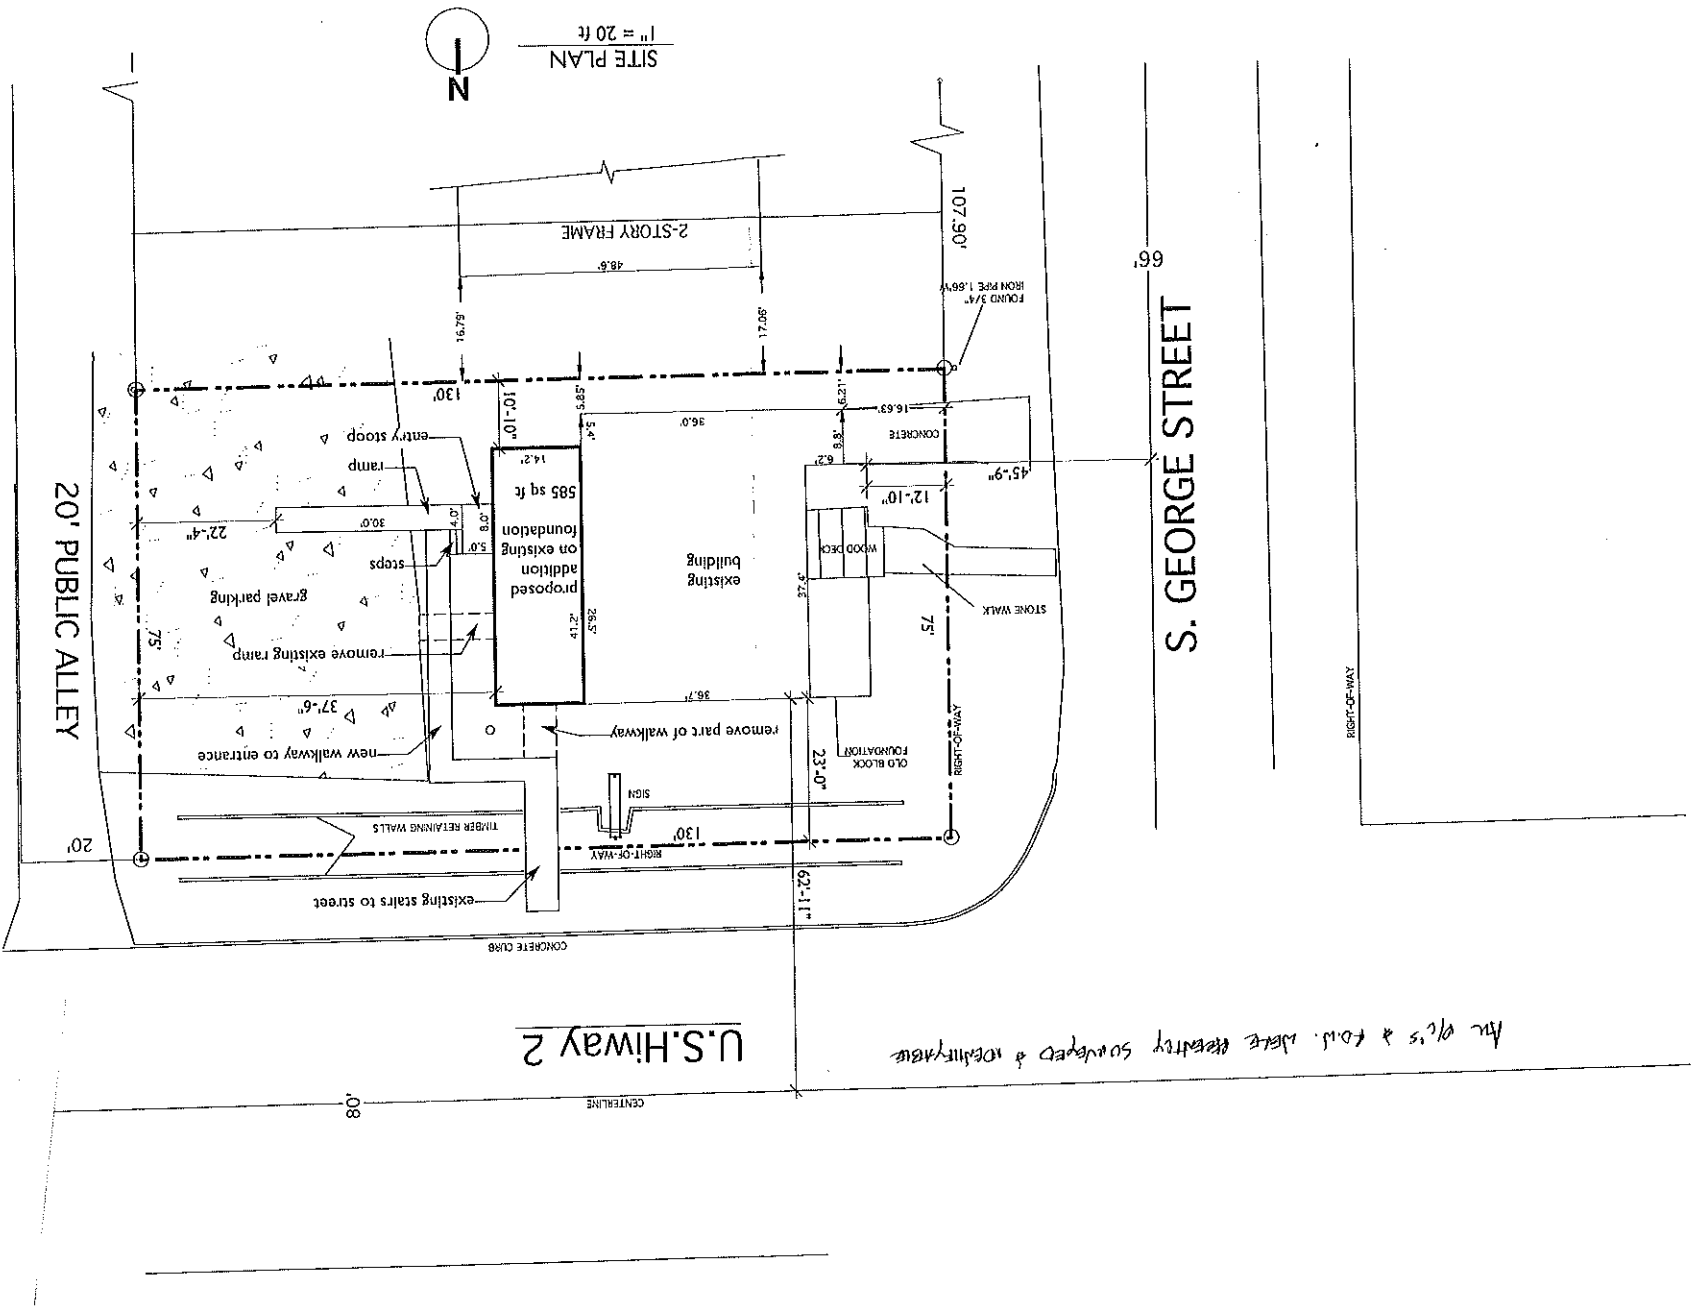 U.S.Hiway 2
CENTERLINE
80'
CONCRETE CURB
62'-11"
existing stairs to street
RIGHT-OF-WAY
130'
TIMBER RETAINING WALLS
SIGN
20'
23'-0"
OLD BLOCK
FOUNDATION
new walkway to entrance
remove part of walkway
37'-6"
36.7'
RIGHT-OF-WAY
RIGHT-OF-WAY
remove existing ramp
75'
75'
STONE WALK
gravel parking
41.2'
26.5'
37.4'
proposed
addition
on existing
foundation
585 sq ft
existing
building
WOOD DECK
steps
5.0'
8.0'
4.0'
30.0'
22'-4"
12'-10"
45'-9"
ramp
entry stoop
14.2'
6.2'
8.8'
CONCRETE
16.63'
36.0'
5.4'
10'-10"
5.85'
6.21'
130'
20' PUBLIC ALLEY
S. GEORGE STREET
FOUND 3/4"
IRON PIPE 1.66'W
16.79'
17.06'
48.6'
2-STORY FRAME
107.90'
66'
N
SITE PLAN
1" = 20 ft